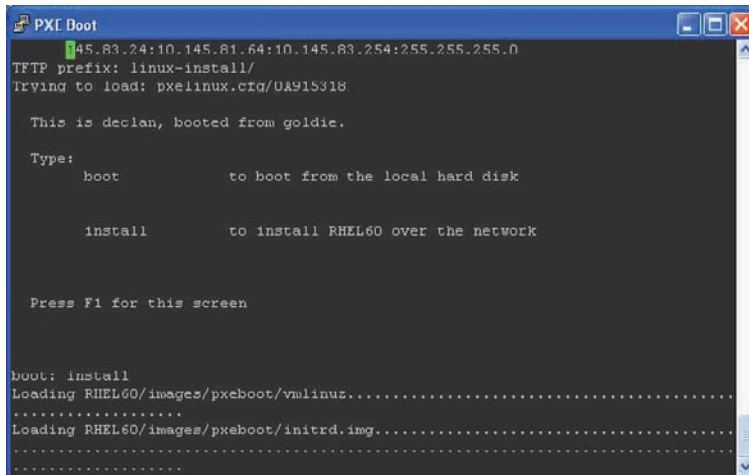 PXE Boot
145.83.24:10.145.81.64:10.145.83.254:255.255.255.0
TFTP prefix: linux-install/
Trying to load: pxelinux.cfg/0A915318
This is declan, booted from goldie.
Type:
boot to boot from the local hard disk
install to install RHEL60 over the network
Press F1 for this screen
boot: install
Loading RHEL60/images/pxeboot/vmlinuz...........................................
...................
Loading RHEL60/images/pxeboot/initrd.img........................................
................................................................................
...................